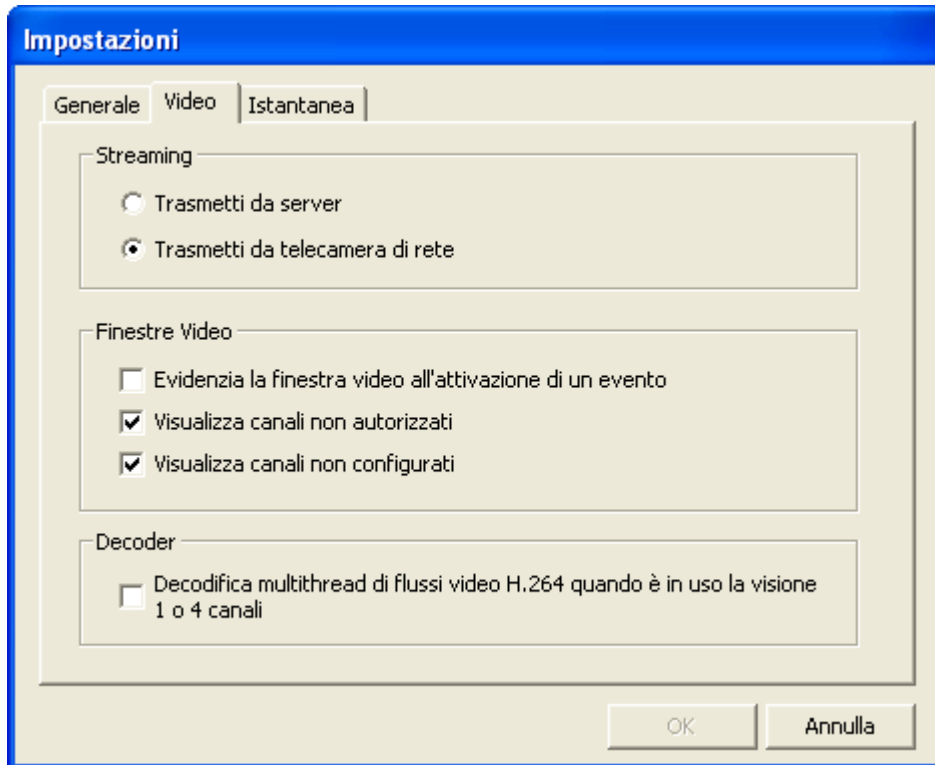 Impostazioni
Generale Video Istantanea
Streaming
Trasmetti da server
Trasmetti da telecamera di rete
Finestre Video
Evidenzia la finestra video all'attivazione di un evento
Visualizza canali non autorizzati
Visualizza canali non configurati
Decoder
Decodifica multithread di flussi video H.264 quando è in uso la visione
1 o 4 canali
OK Annulla